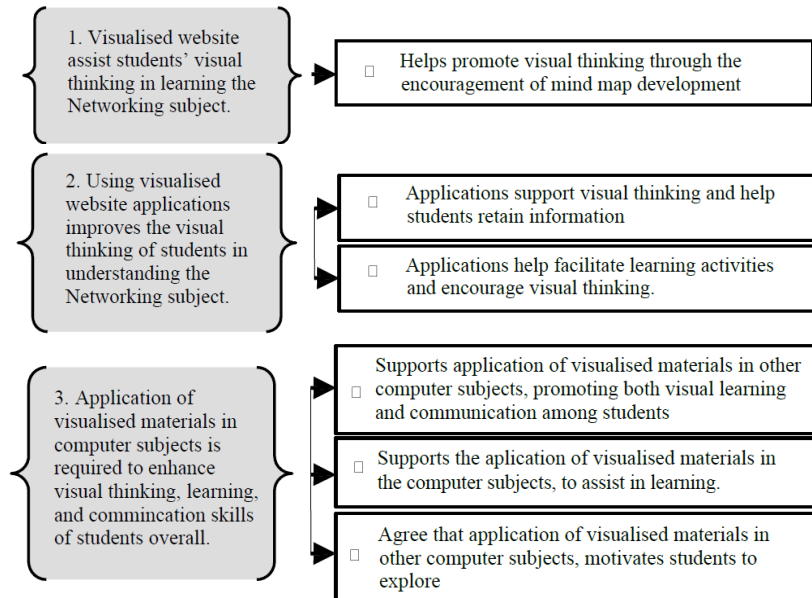 1. Visualised website
assist students' visual
thinking in learning the
Networking subject.
Helps promote visual thinking through the
encouragement of mind map development
2. Using visualised
website applications
improves the visual
thinking of students in
understanding the
Networking subject.
Applications support visual thinking and help
students retain information
Applications help facilitate learning activities
and encourage visual thinking.
3. Application of
visualised materials in
computer subjects is
required to enhance
visual thinking, learning,
and commincation skills
of students overall.
Supports application of visualised materials in other
computer subjects, promoting both visual learning
and communication among students
Supports the aplication of visualised materials in
the computer subjects, to assist in learning.
Agree that application of visualised materials in
other computer subjects, motivates students to
explore